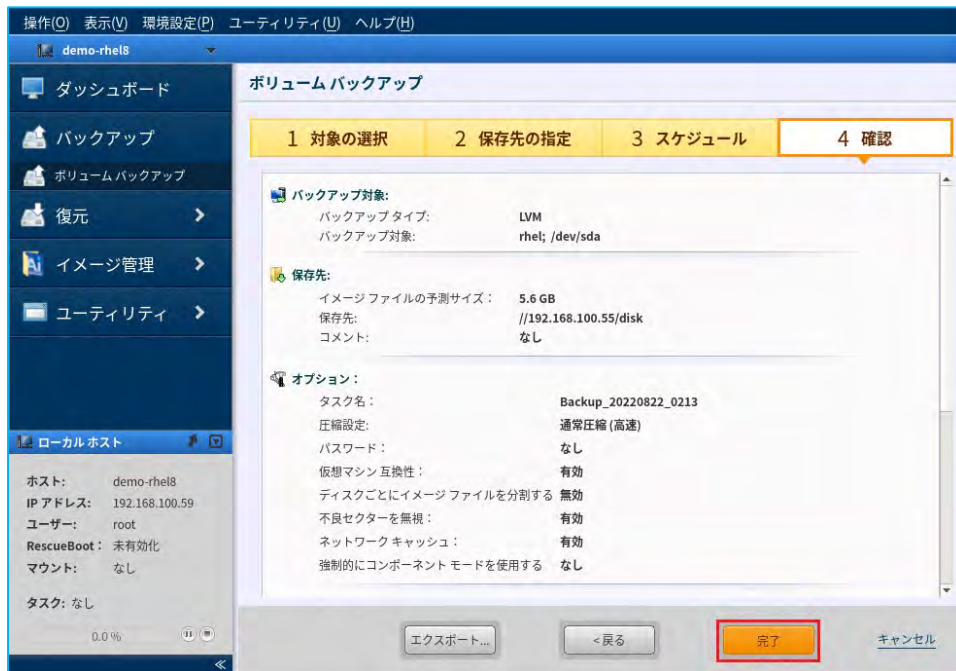 操作(O) 表示(V) 環境設定(P) ユーティリティ(U) ヘルプ(H)
demo-rhel8
ダッシュボード
バックアップ
ボリューム バックアップ
復元
イメージ管理
ユーティリティ
ローカル ホスト
ホスト: demo-rhel8
IP アドレス: 192.168.100.59
ユーザー: root
RescueBoot： 未有効化
マウント: なし
タスク: なし
0.0 %
ボリューム バックアップ
1 対象の選択 2 保存先の指定 3 スケジュール 4 確認
バックアップ対象:
バックアップ タイプ: LVM
バックアップ対象: rhel; /dev/sda
保存先:
イメージ ファイルの予測サイズ： 5.6 GB
保存先: //192.168.100.55/disk
コメント: なし
オプション：
タスク名： Backup_20220822_0213
圧縮設定: 通常圧縮 (高速)
パスワード： なし
仮想マシン 互換性： 有効
ディスクごとにイメージ ファイルを分割する 無効
不良セクターを無視： 有効
ネットワーク キャッシュ： 有効
強制的にコンポーネント モードを使用する なし
エクスポート... <戻る 完了 キャンセル